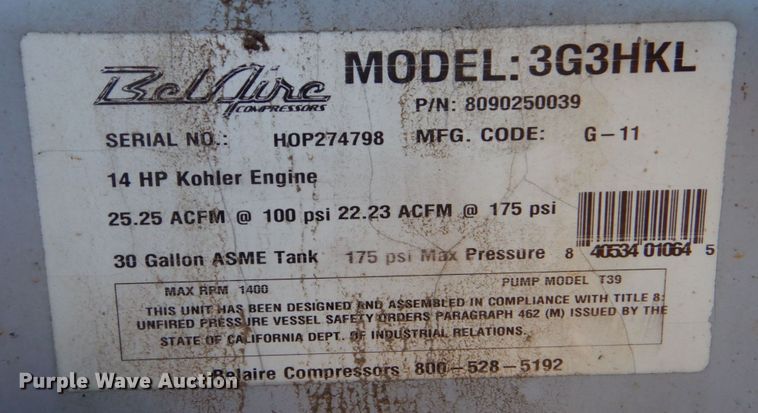 BelAire
COMPRESSORS
MODEL: 3G3HKL
P/N: 8090250039
SERIAL NO.: HOP274798 MFG. CODE: G-11
14 HP Kohler Engine
25.25 ACFM @ 100 psi 22.23 ACFM @ 175 psi
30 Gallon ASME Tank 175 psi Max Pressure
8 40534 01064 5
MAX RPM 1400 PUMP MODEL T39
THIS UNIT HAS BEEN DESIGNED AND ASSEMBLED IN COMPLIANCE WITH TITLE 8:
UNFIRED PRESSURE VESSEL SAFETY ORDERS PARAGRAPH 462 (M) ISSUED BY THE
STATE OF CALIFORNIA DEPT. OF INDUSTRIAL RELATIONS.
Belaire Compressors 800-528-5192
Purple Wave Auction